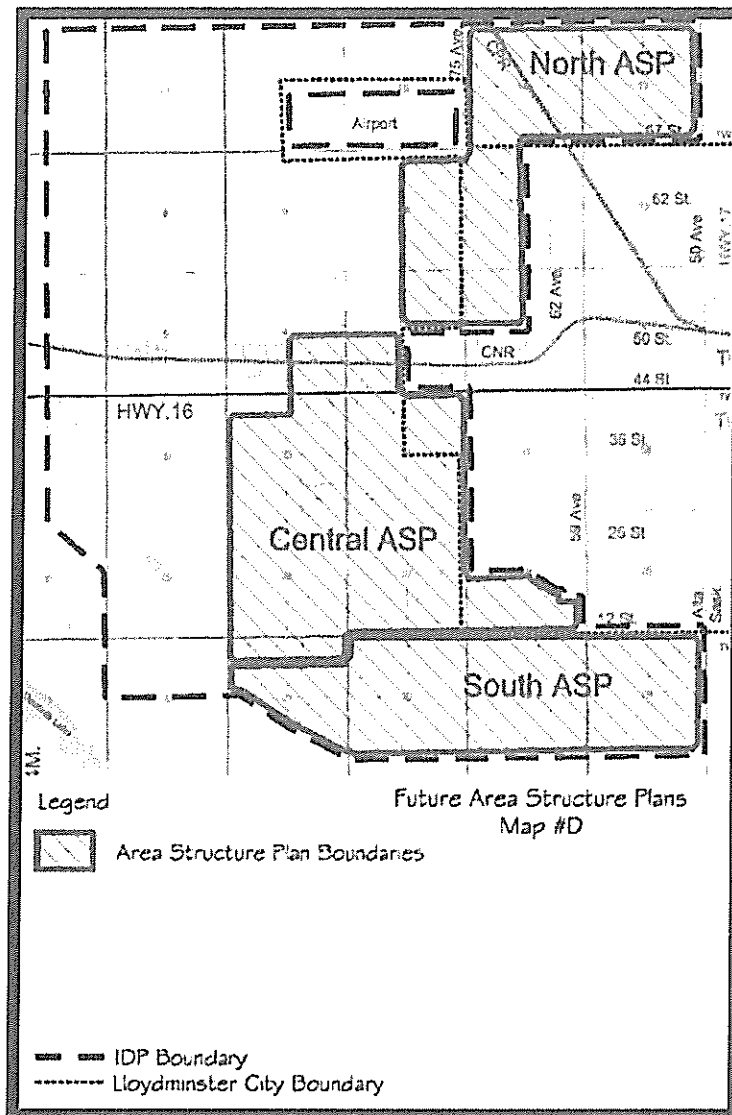 North ASP
75 Ave
CPR
Airport
67 St.
62 St.
50 Ave
HWY. 17
62 Ave
50 St.
CNR
44 St
HWY. 16
36 St
Central ASP
59 Ave
26 St
12 St.
Alta
Sask.
South ASP
Legend
Future Area Structure Plans
Map #D
Area Structure Plan Boundaries
IDP Boundary
Lloydminster City Boundary